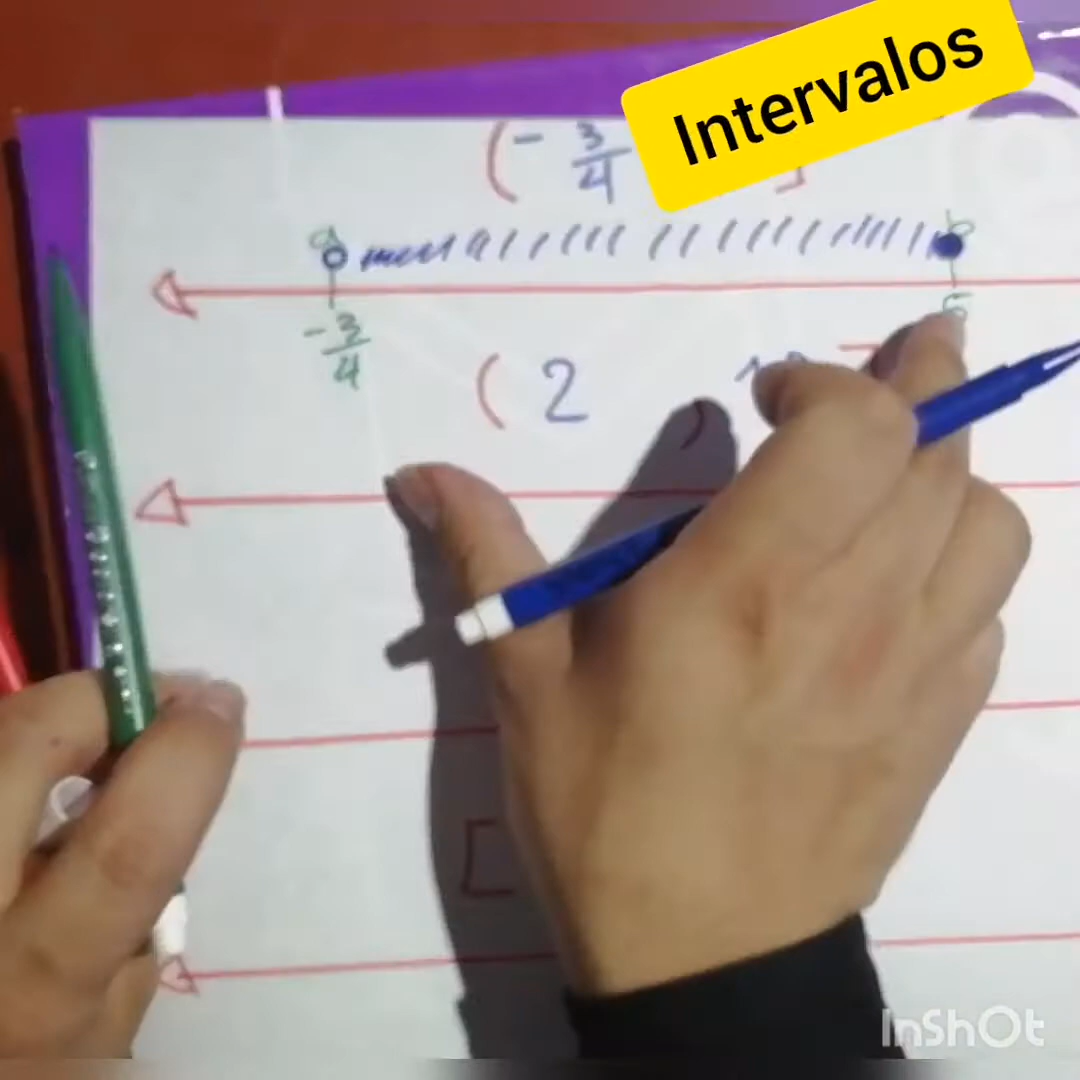 Intervalos
(- 3/4 ]
a b
-3/4 5
( 2 ,
[
InShOt